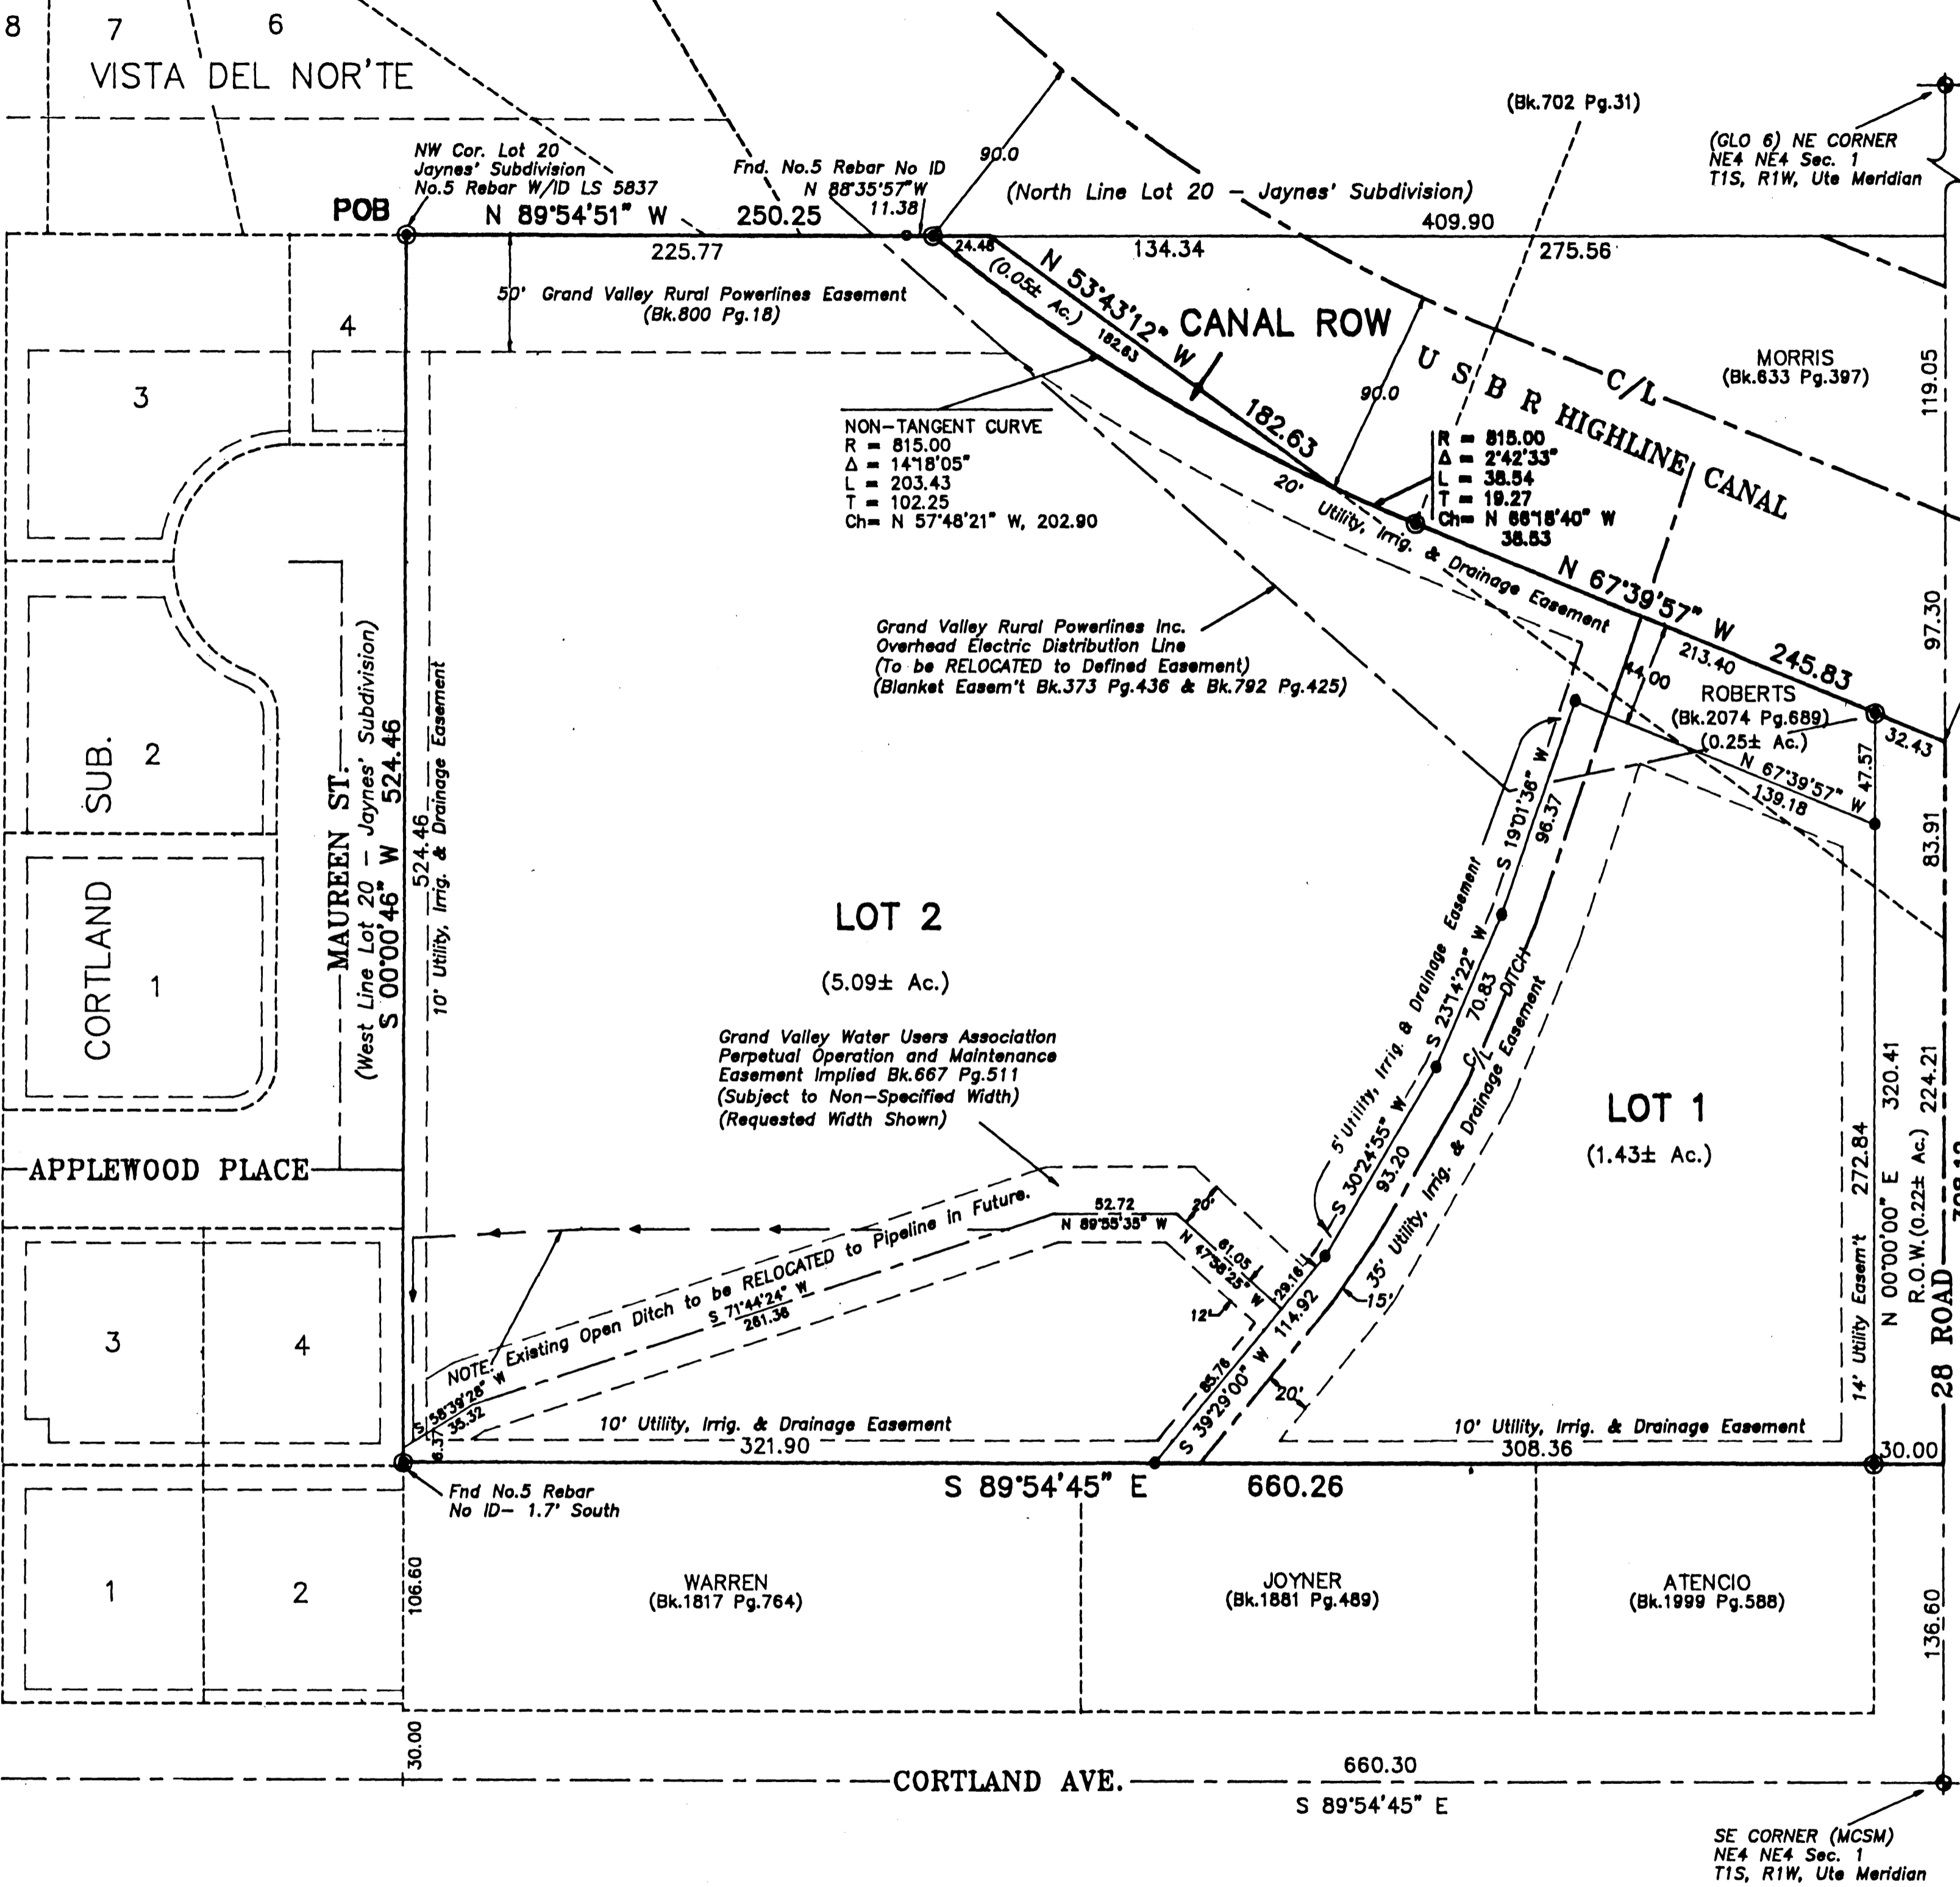 8
7
6
VISTA DEL NOR'TE
NW Cor. Lot 20
Jaynes' Subdivision
No.5 Rebar W/ID LS 5837
POB
N 89°54'51" W
250.25
225.77
Fnd. No.5 Rebar No ID
N 88°35'57" W
11.38
24.48
90.0
(North Line Lot 20 – Jaynes' Subdivision)
409.90
134.34
275.56
(Bk.702 Pg.31)
(GLO 6) NE CORNER
NE4 NE4 Sec. 1
T1S, R1W, Ute Meridian
50' Grand Valley Rural Powerlines Easement
(Bk.800 Pg.18)
N 53°43'12" W
182.63
(0.05± Ac.)
182.63
CANAL ROW
90.0
U S B R HIGHLINE CANAL
C/L
MORRIS
(Bk.633 Pg.397)
119.05
NON-TANGENT CURVE
R = 815.00
Δ = 14°18'05"
L = 203.43
T = 102.25
Ch= N 57°48'21" W, 202.90
R = 815.00
Δ = 2°42'33"
L = 38.54
T = 19.27
Ch= N 66°18'40" W
38.53
20' Utility, Irrig. & Drainage Easement
N 67°39'57" W
245.83
213.40
44.00
97.30
Grand Valley Rural Powerlines Inc.
Overhead Electric Distribution Line
(To be RELOCATED to Defined Easement)
(Blanket Easem't Bk.373 Pg.436 & Bk.792 Pg.425)
ROBERTS
(Bk.2074 Pg.689)
(0.25± Ac.)
32.43
47.57
N 67°39'57" W
139.18
83.91
4
3
2
1
CORTLAND SUB.
MAUREEN ST.
(West Line Lot 20 – Jaynes' Subdivision)
S 00°00'46" W 524.46
524.46
10' Utility, Irrig. & Drainage Easement
LOT 2
(5.09± Ac.)
S 19°01'36" W
96.37
5' Utility, Irrig. & Drainage Easement
S 23°14'22" W
70.83
C/L DITCH
S 30°24'55" W
93.20
35' Utility, Irrig. & Drainage Easement
15'
20'
LOT 1
(1.43± Ac.)
14' Utility Easem't
272.84
N 00°00'00" E
320.41
R.O.W.(0.22± Ac.)
224.21
28 ROAD
Grand Valley Water Users Association
Perpetual Operation and Maintenance
Easement Implied Bk.667 Pg.511
(Subject to Non-Specified Width)
(Requested Width Shown)
APPLEWOOD PLACE
52.72
N 89°55'35" W
20'
61.05
N 47°38'25" W
29.16
12'
114.92
85.76
S 39°29'00" W
NOTE: Existing Open Ditch to be RELOCATED to Pipeline in Future.
S 71°44'24" W
261.36
S 58°39'28" W
35.32
6.37
3
4
10' Utility, Irrig. & Drainage Easement
321.90
10' Utility, Irrig. & Drainage Easement
308.36
30.00
S 89°54'45" E
660.26
Fnd No.5 Rebar
No ID– 1.7' South
1
2
106.60
WARREN
(Bk.1817 Pg.764)
JOYNER
(Bk.1881 Pg.489)
ATENCIO
(Bk.1999 Pg.588)
136.60
30.00
CORTLAND AVE.
660.30
S 89°54'45" E
SE CORNER (MCSM)
NE4 NE4 Sec. 1
T1S, R1W, Ute Meridian